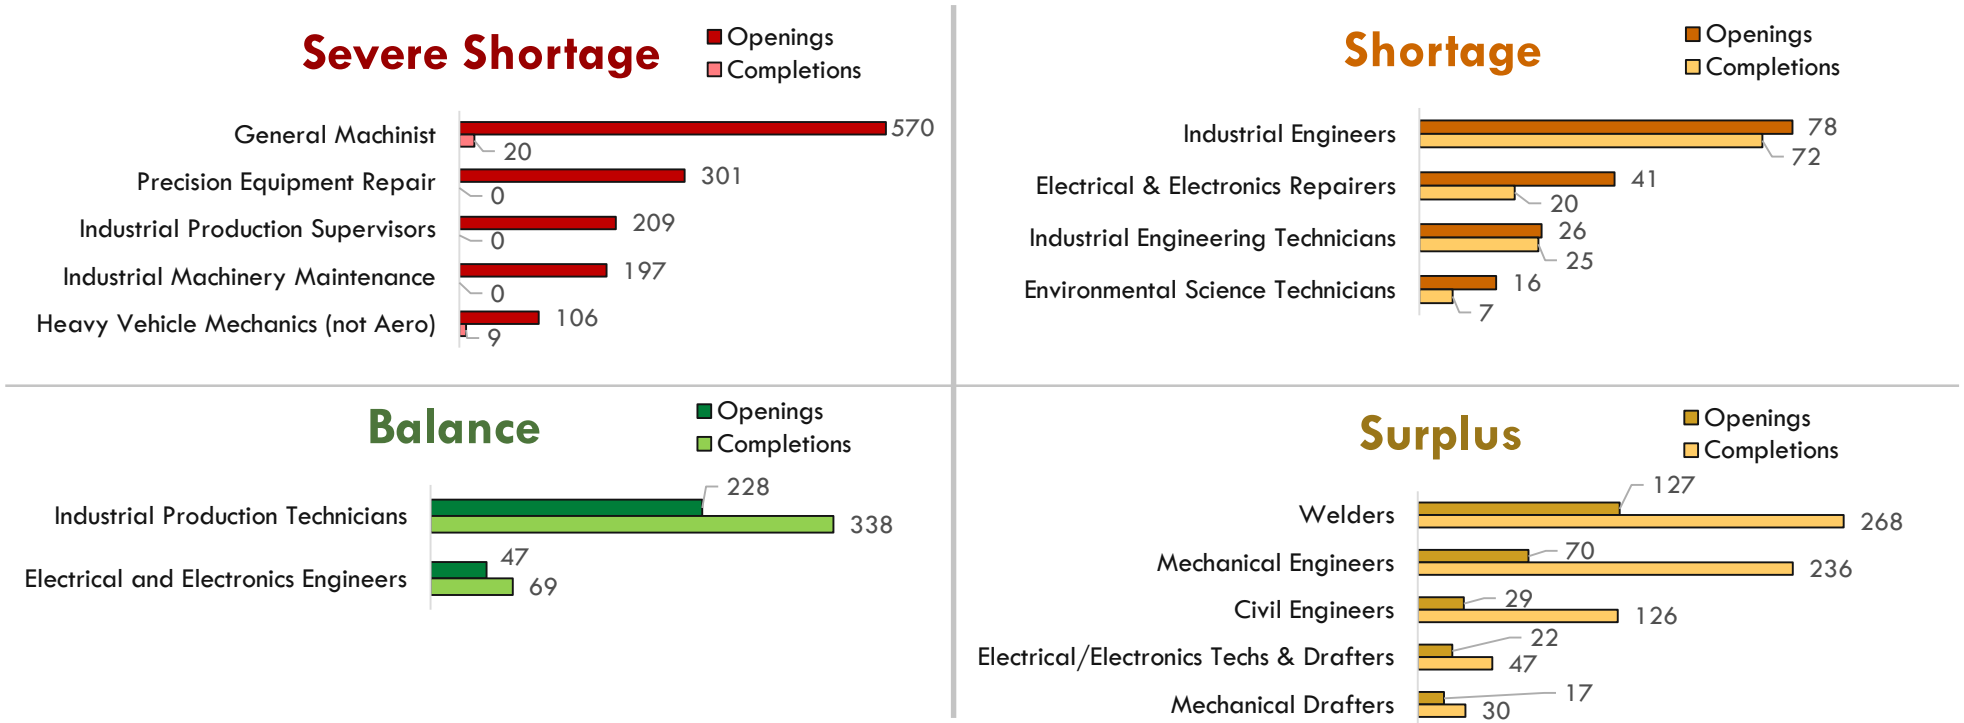 Severe Shortage
Openings
Completions
General Machinist
570
20
Precision Equipment Repair
301
0
Industrial Production Supervisors
209
0
Industrial Machinery Maintenance
197
0
Heavy Vehicle Mechanics (not Aero)
106
9
Shortage
Openings
Completions
Industrial Engineers
78
72
Electrical & Electronics Repairers
41
20
Industrial Engineering Technicians
26
25
Environmental Science Technicians
16
7
Balance
Openings
Completions
Industrial Production Technicians
228
338
Electrical and Electronics Engineers
47
69
Surplus
Openings
Completions
Welders
127
268
Mechanical Engineers
70
236
Civil Engineers
29
126
Electrical/Electronics Techs & Drafters
22
47
Mechanical Drafters
17
30